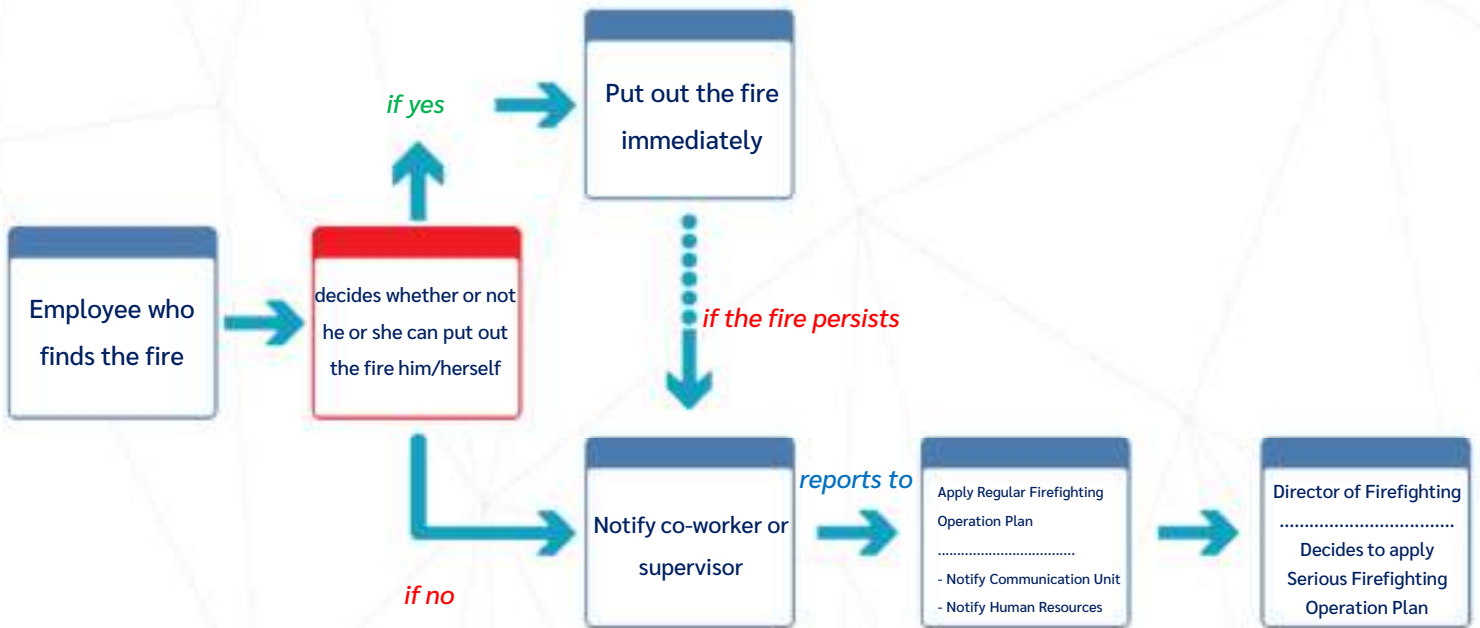 Employee who
finds the fire
decides whether or not
he or she can put out
the fire him/herself
if yes
Put out the fire
immediately
if the fire persists
if no
Notify co-worker or
supervisor
reports to
Apply Regular Firefighting
Operation Plan
..................................
- Notify Communication Unit
- Notify Human Resources
Director of Firefighting
...................................
Decides to apply
Serious Firefighting
Operation Plan